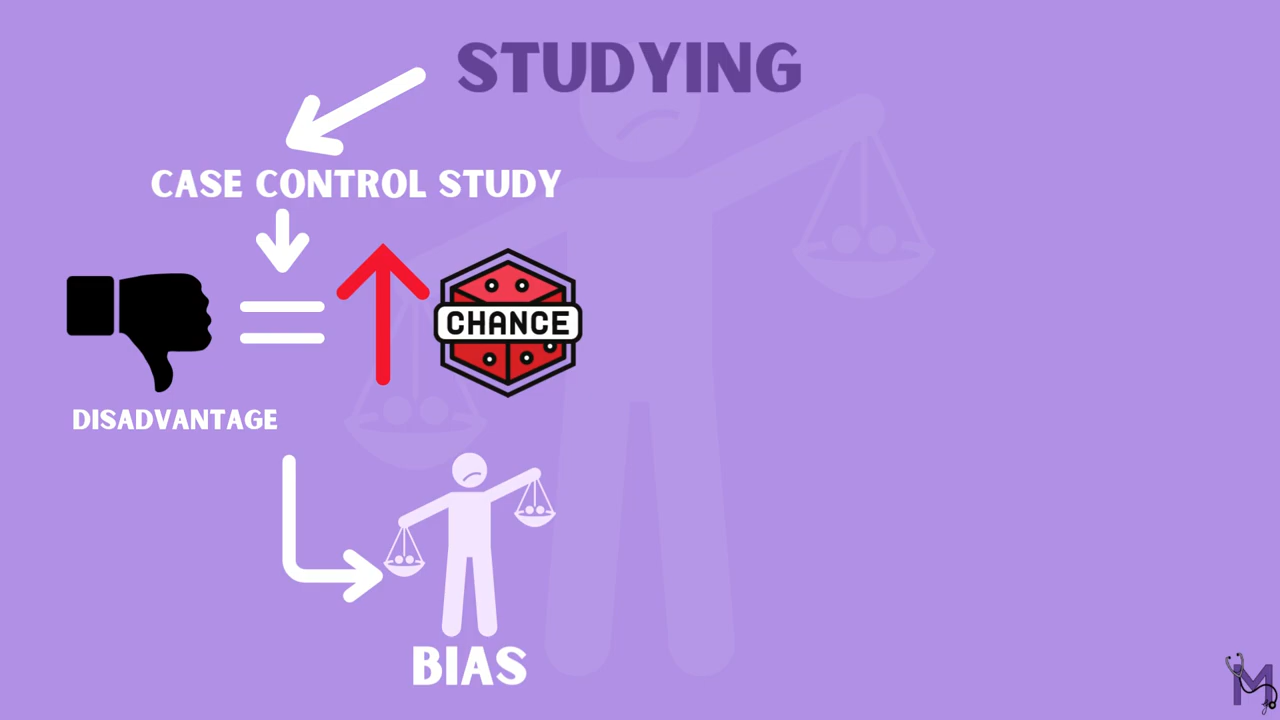 STUDYING
CASE CONTROL STUDY
CHANCE
DISADVANTAGE
BIAS
M